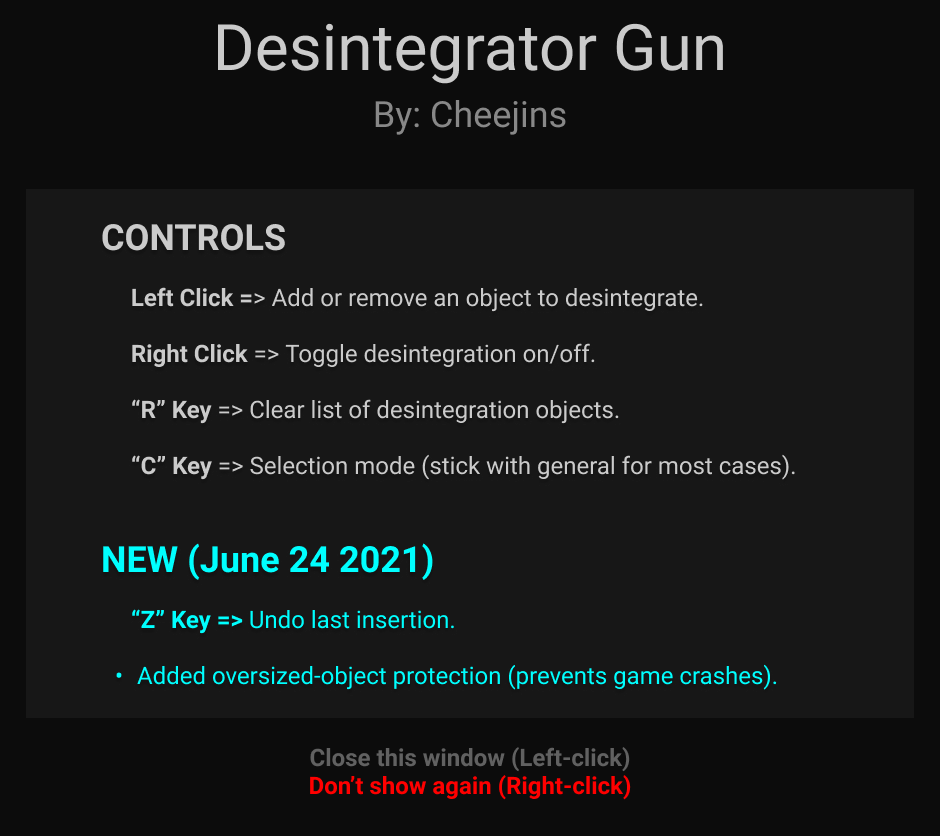 Desintegrator Gun
By: Cheejins
CONTROLS
Left Click => Add or remove an object to desintegrate.
Right Click => Toggle desintegration on/off.
“R” Key => Clear list of desintegration objects.
“C” Key => Selection mode (stick with general for most cases).
NEW (June 24 2021)
“Z” Key => Undo last insertion.
• Added oversized-object protection (prevents game crashes).
Close this window (Left-click)
Don’t show again (Right-click)